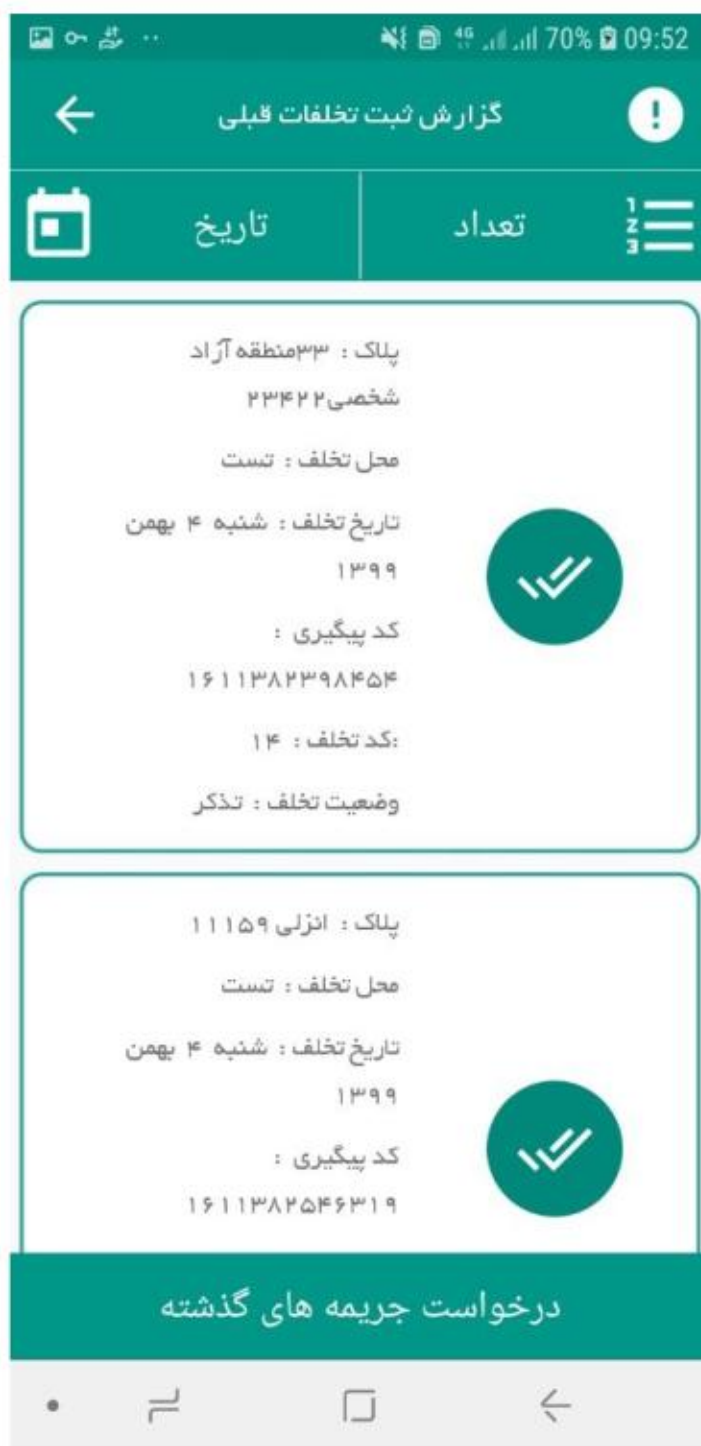 4G 70% 09:52
گزارش ثبت تخلفات قبلی
تعداد
تاریخ
پلاک : ۳۳منطقه آزاد
شخصی۲۳۴۲۲
محل تخلف : تست
تاریخ تخلف : شنبه ۴ بهمن
۱۳۹۹
کد پیگیری :
۱۶۱۱۳۸۲۳۹۸۴۵۴
:کد تخلف : ۱۴
وضعیت تخلف : تذکر
پلاک : انزلی ۱۱۱۵۹
محل تخلف : تست
تاریخ تخلف : شنبه ۴ بهمن
۱۳۹۹
کد پیگیری :
۱۶۱۱۳۸۲۵۴۶۳۱۹
درخواست جریمه های گذشته